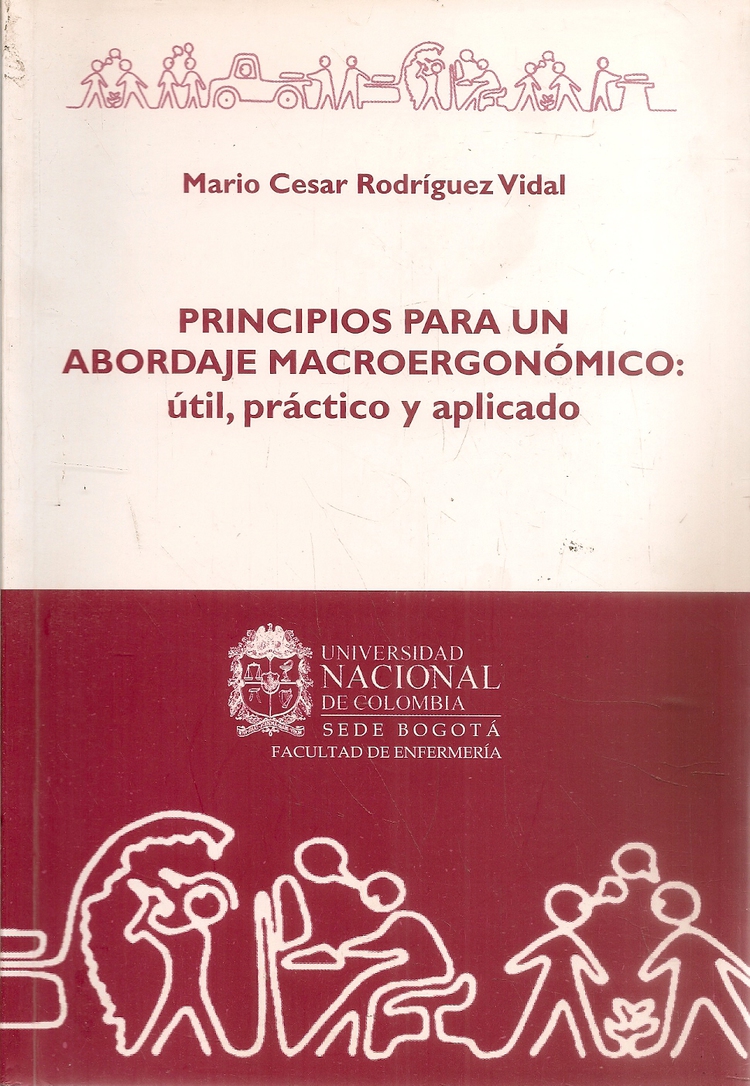 Mario Cesar Rodríguez Vidal
PRINCIPIOS PARA UN
ABORDAJE MACROERGONÓMICO:
útil, práctico y aplicado
UNIVERSIDAD
NACIONAL
DE COLOMBIA
SEDE BOGOTÁ
FACULTAD DE ENFERMERÍA